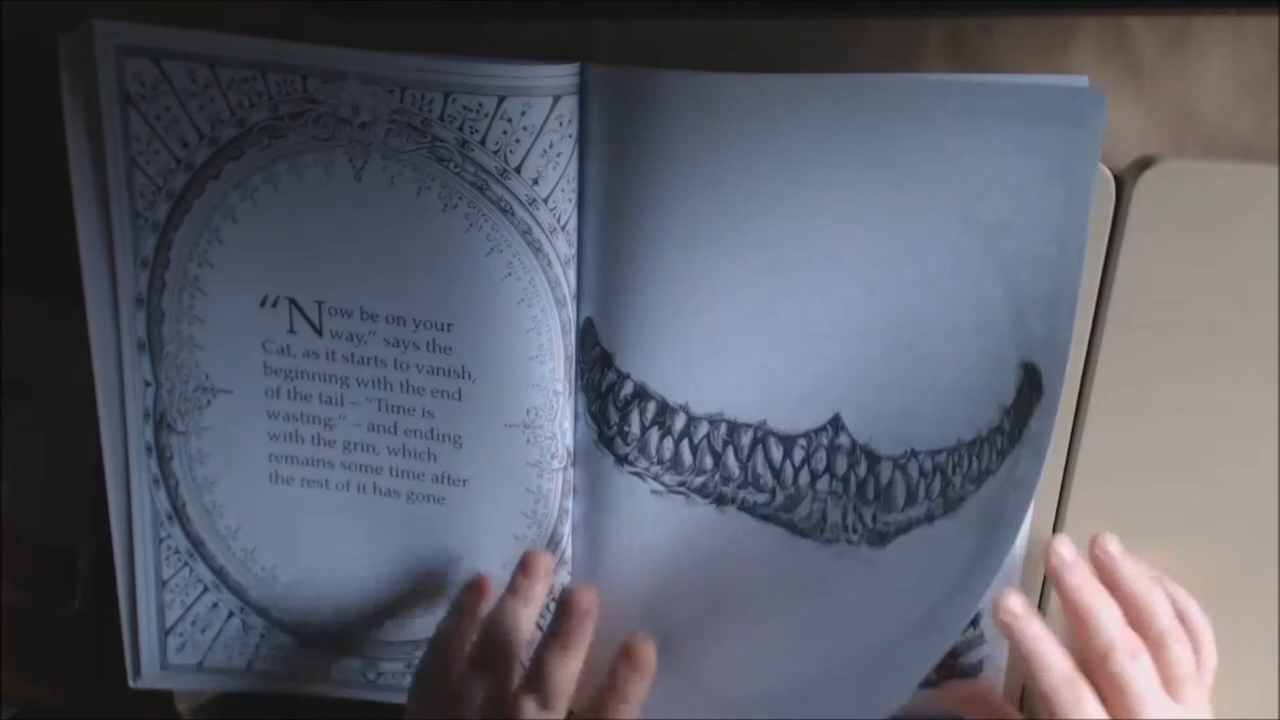 “Now be on your
way,” says the
Cat, as it starts to vanish,
beginning with the end
of the tail – “Time is
wasting.” – and ending
with the grin, which
remains some time after
the rest of it has gone